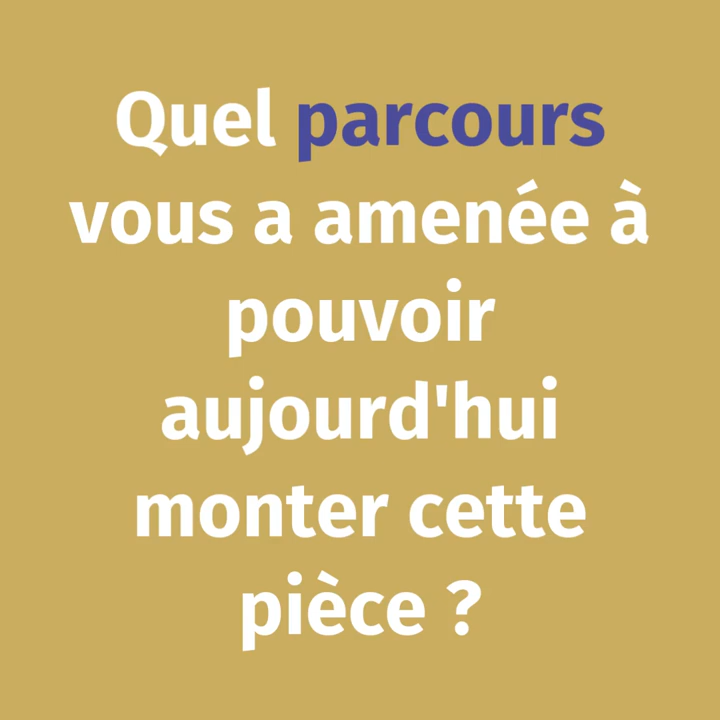 Quel parcours
vous a amenée à
pouvoir
aujourd'hui
monter cette
pièce ?